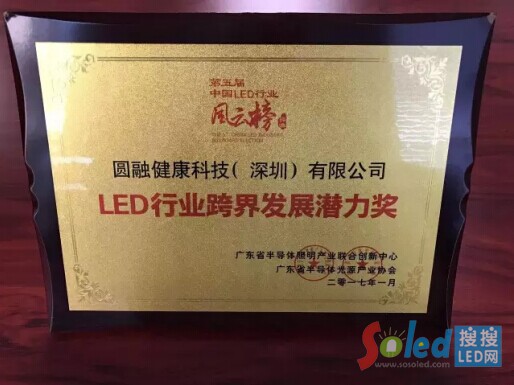 第五届
中国LED行业
风云榜
圆融健康科技(深圳)有限公司
LED行业跨界发展潜力奖
广东省半导体照明产业联合创新中心
广东省半导体光源产业协会
二〇一七年一月
Soled 搜搜
LED网
www.sosoled.com